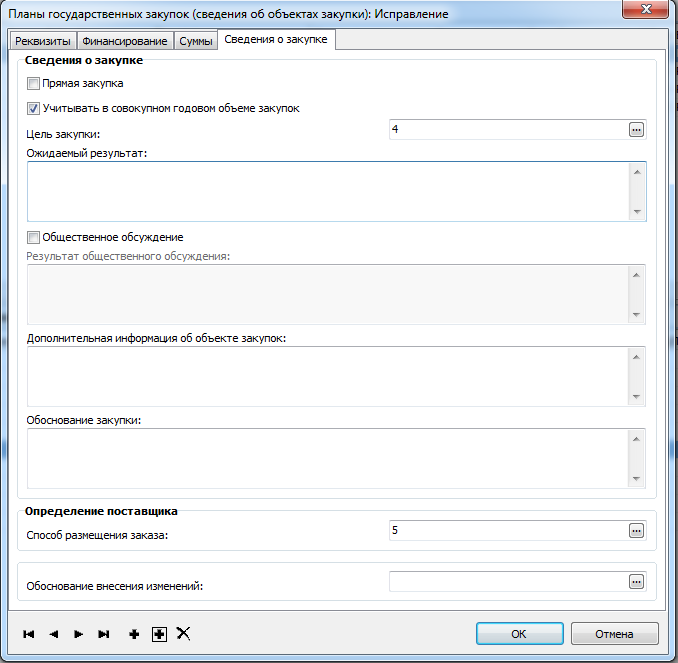 Планы государственных закупок (сведения об объектах закупки): Исправление
Реквизиты Финансирование Суммы Сведения о закупке
Сведения о закупке
Прямая закупка
Учитывать в совокупном годовом объеме закупок
Цель закупки: 4 ...
Ожидаемый результат:
Общественное обсуждение
Результат общественного обсуждения:
Дополнительная информация об объекте закупок:
Обоснование закупки:
Определение поставщика
Способ размещения заказа: 5 ...
Обоснование внесения изменений: ...
ОК Отмена